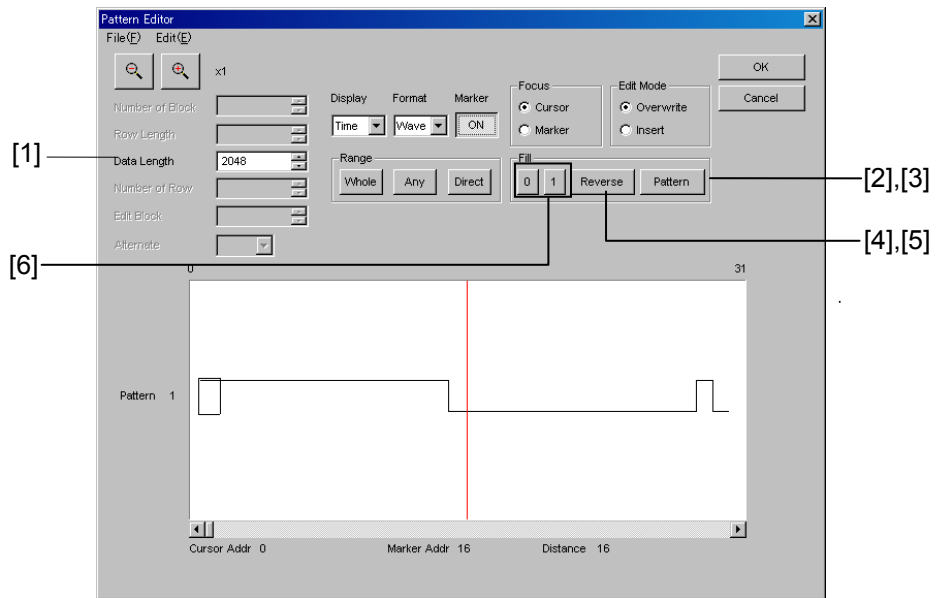 Pattern Editor
File(F) Edit(E)
x1
OK
Cancel
Number of Block
Row Length
[1]
Data Length 2048
Number of Row
Edit Block
Alternate
Display Format Marker
Time Wave ON
Focus
Cursor
Marker
Edit Mode
Overwrite
Insert
Range
Whole Any Direct
Fill
0 1 Reverse Pattern
[2],[3]
[4],[5]
[6]
0 31
Pattern 1
Cursor Addr 0 Marker Addr 16 Distance 16